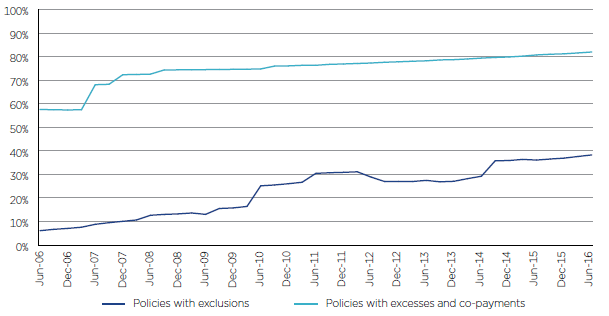 100%
90%
80%
70%
60%
50%
40%
30%
20%
10%
0%
Jun-06
Dec-06
Jun-07
Dec-07
Jun-08
Dec-08
Jun-09
Dec-09
Jun-10
Dec-10
Jun-11
Dec-11
Jun-12
Dec-12
Jun-13
Dec-13
Jun-14
Dec-14
Jun-15
Dec-15
Jun-16
Policies with exclusions
Policies with excesses and co-payments